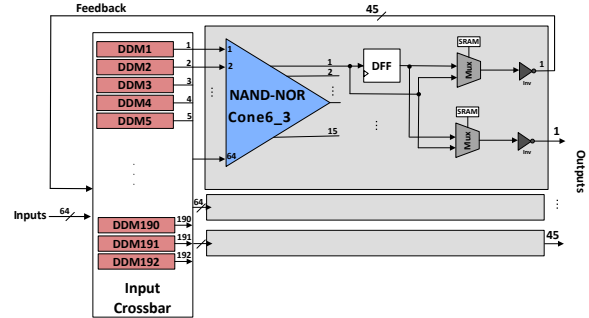 Feedback
45
DDM1
1
DDM2
2
DDM3
3
DDM4
4
DDM5
5
. . .
Inputs
64
DDM190
190
DDM191
191
DDM192
192
Input
Crossbar
1
2
...
64
NAND-NOR
Cone6_3
1
2
...
15
DFF
...
SRAM
Mux
Inv
1
SRAM
Mux
Inv
1
Outputs
64
...
45